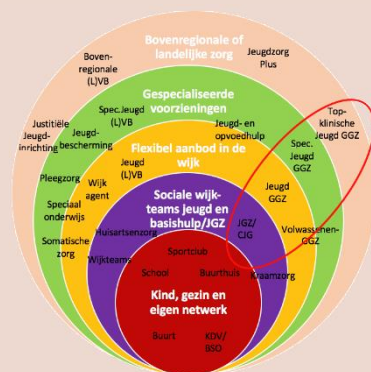 Bovenregionale of
landelijke zorg
Boven-
regionale
(L)VB
Jeugdzorg
Plus
Gespecialiseerde
voorzieningen
Top-
klinische
Jeugd GGZ
Justitiële
Jeugd-
inrichting
Jeugd-
bescherming
Spec.Jeugd
(L)VB
Jeugd- en
opvoedhulp
Flexibel aanbod in de
wijk
Spec.
Jeugd
GGZ
Pleegzorg
Wijk
agent
Jeugd
(L)VB
Jeugd
GGZ
Sociale wijk-
teams jeugd en
basishulp/JGZ
Speciaal
onderwijs
Huisartsenzorg
JGZ/
CJG
Volwassenen-
GGZ
Somatische
zorg
Wijkteams
Sportclub
School
Buurthuis
Kraamzorg
Kind, gezin en
eigen netwerk
Buurt
KDV/
BSO